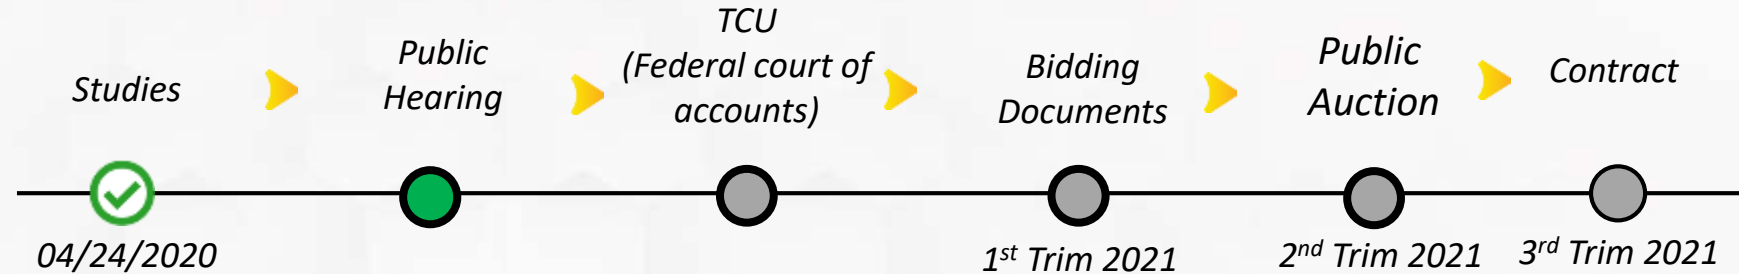 Studies
Public
Hearing
TCU
(Federal court of
accounts)
Bidding
Documents
Public
Auction
Contract
04/24/2020
1st Trim 2021
2nd Trim 2021
3rd Trim 2021